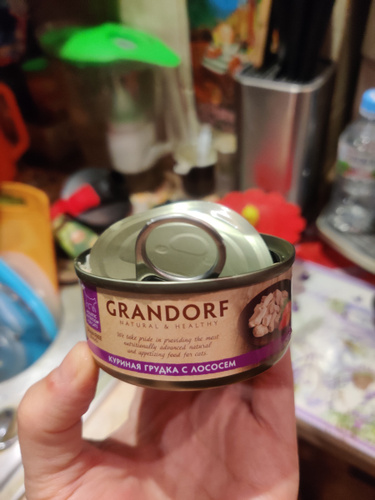 GRANDORF
NATURAL & HEALTHY
We take pride in providing the most
nutritionally advanced natural
and appetising food for cats.
КУРИНАЯ ГРУДКА С ЛОСОСЕМ